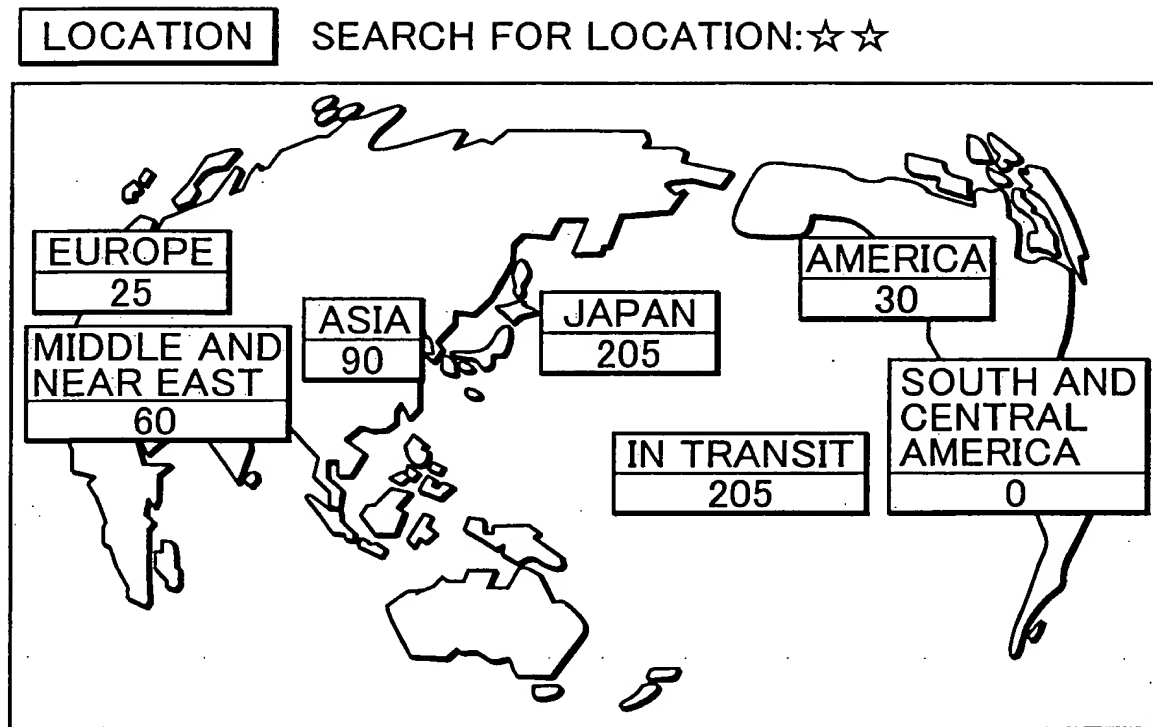 LOCATION SEARCH FOR LOCATION:☆☆
EUROPE
25
MIDDLE AND
NEAR EAST
60
ASIA
90
JAPAN
205
IN TRANSIT
205
AMERICA
30
SOUTH AND
CENTRAL
AMERICA
0